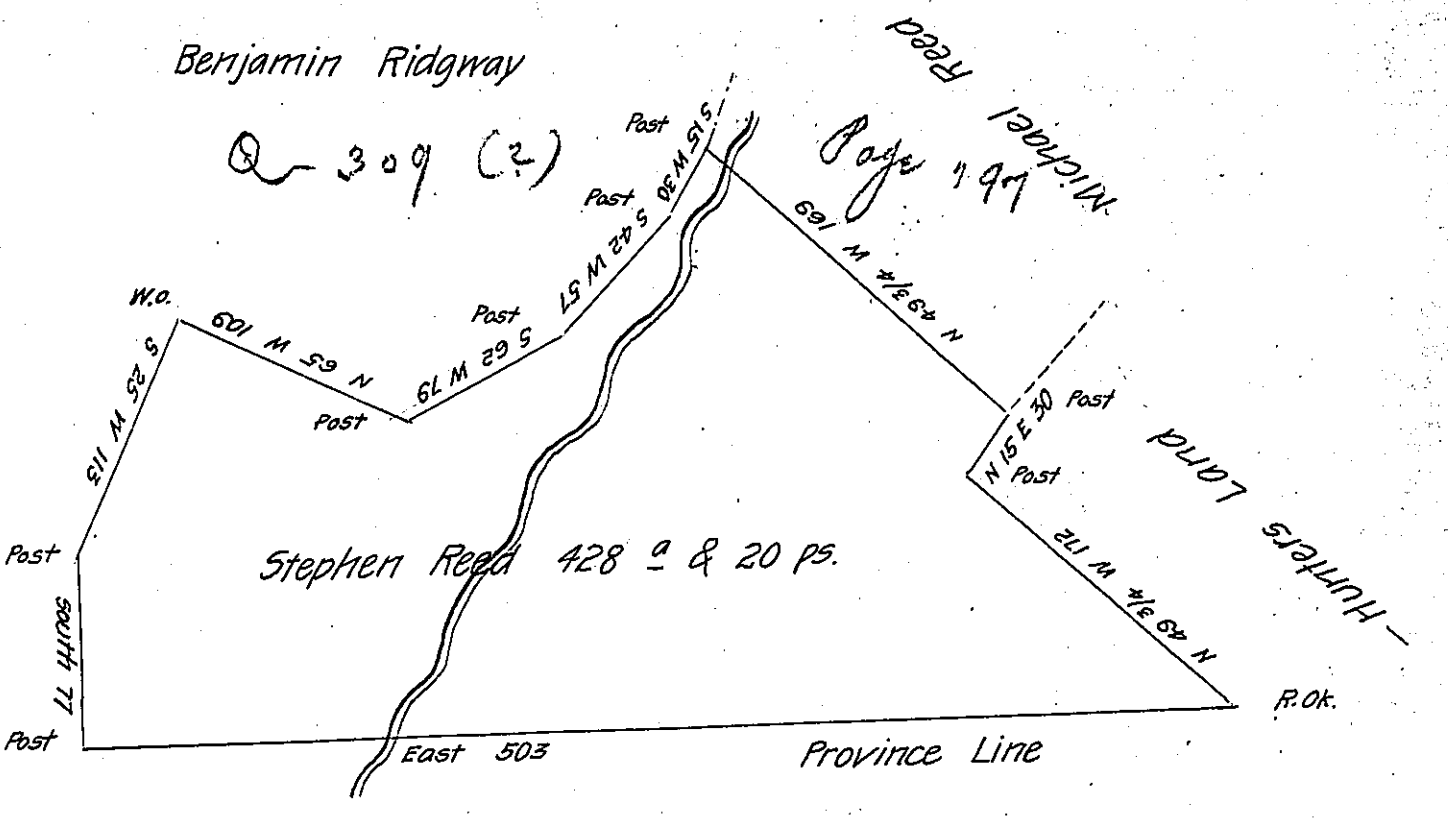 Benjamin Ridgway
Q 309 (?)
Michael Reed
Page 197
Post
S 15 W 30
Post
S 42 W 57
Post
S 62 W 79
Post
N 65 W 109
W.O.
S 25 W 113
Post
South 77
Post
East 503
Province Line
R.OK.
N 49 3/4 W 172
Post
N 15 E 30
Post
N 49 3/4 W 169
Hunters Land
Stephen Reed 428 a & 20 ps.